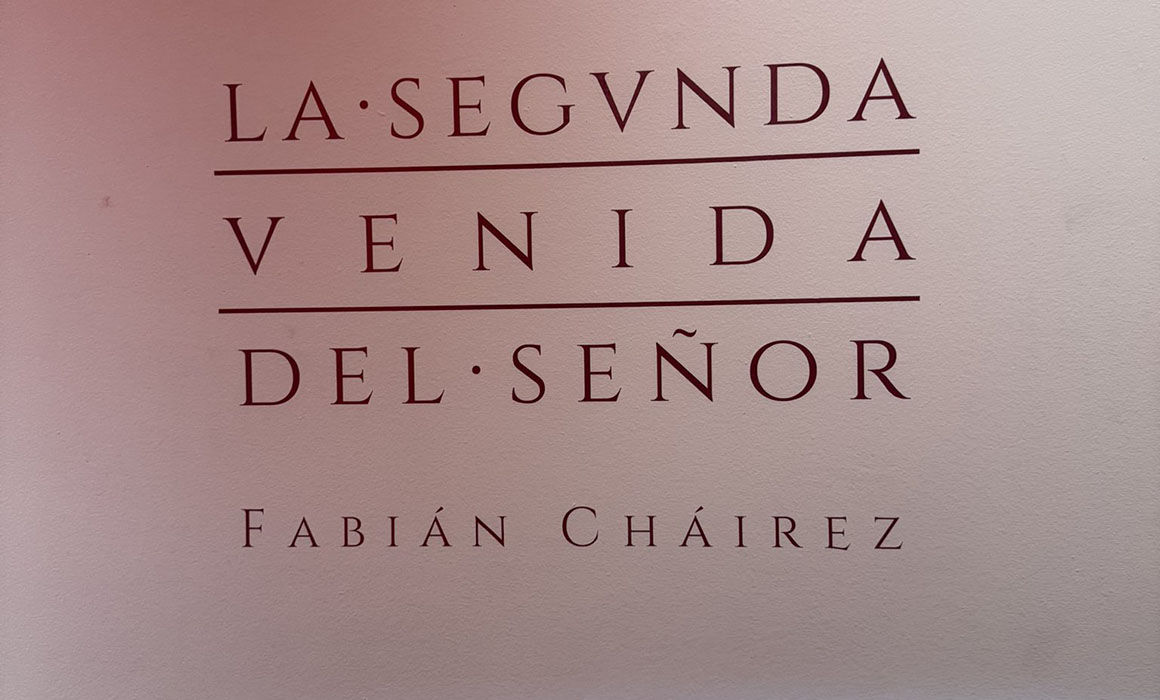 LA·SEGVNDA
VENIDA
DEL·SEÑOR
FABIÁN CHÁIREZ